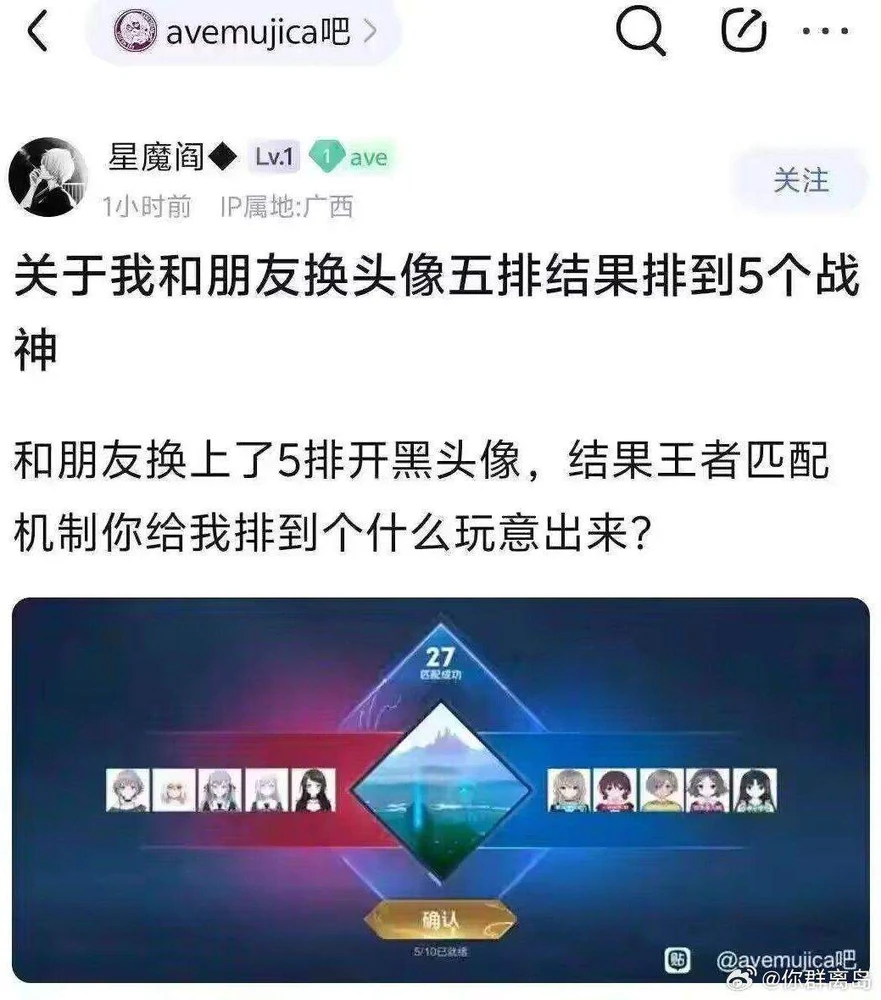 avemujica吧
星魔阎◆ Lv.1 1 ave
关注
1小时前 IP属地:广西
关于我和朋友换头像五排结果排到5个战
神
和朋友换上了5排开黑头像，结果王者匹配
机制你给我排到个什么玩意出来？
27
匹配成功
确认
5/10已就绪
贴 @avemujica吧
@你群离岛